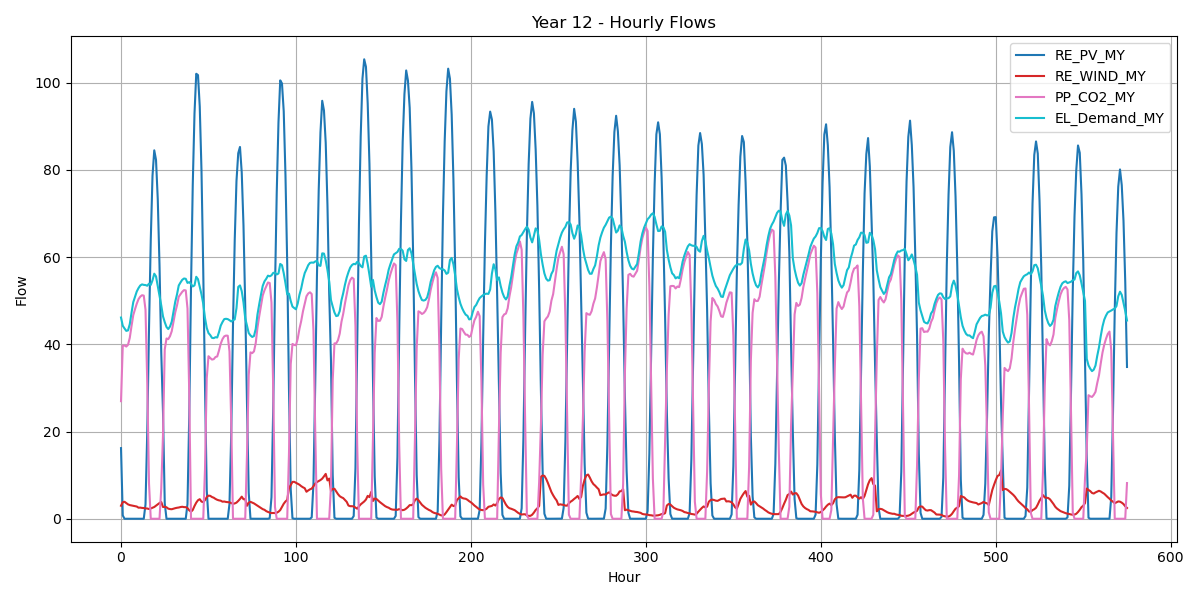 Year 12 - Hourly Flows
RE_PV_MY
RE_WIND_MY
PP_CO2_MY
EL_Demand_MY
Flow
100
80
60
40
20
0
0 100 200 300 400 500 600
Hour